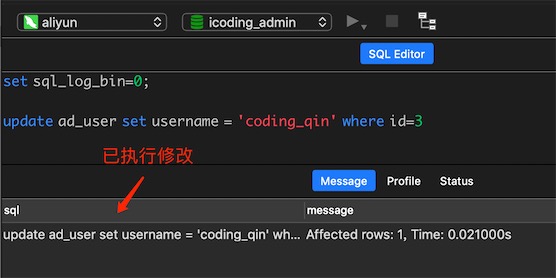 aliyun icoding_admin
SQL Editor
set sql_log_bin=0;
update ad_user set username = 'coding_qin' where id=3
已执行修改
Message Profile Status
sql message
update ad_user set username = 'coding_qin' wh... Affected rows: 1, Time: 0.021000s